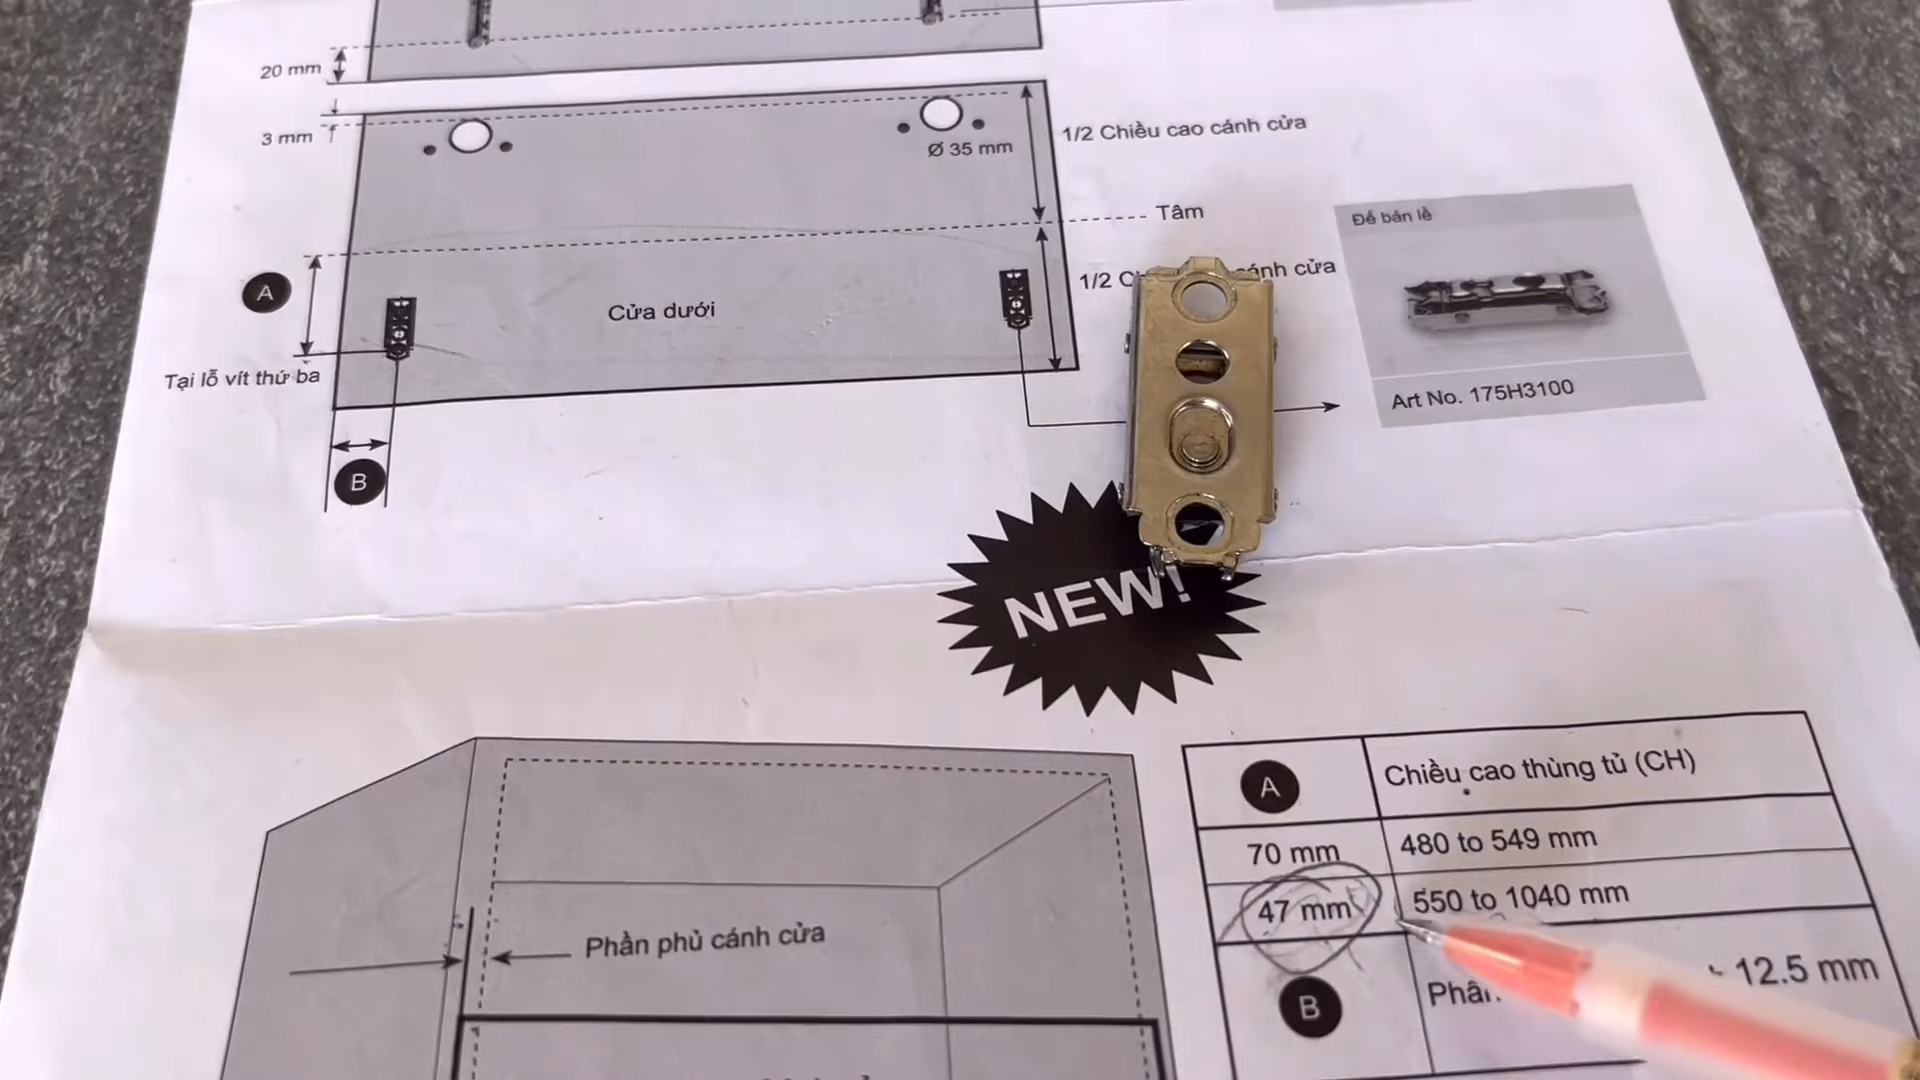 20 mm
3 mm
Ø 35 mm
1/2 Chiều cao cánh cửa
Tâm
A
Cửa dưới
1/2 cánh cửa
Tại lỗ vít thứ ba
B
Đế bản lề
Art No. 175H3100
NEW!
A Chiều cao thùng tủ (CH)
70 mm 480 to 549 mm
47 mm 550 to 1040 mm
B 12.5 mm
Phần phủ cánh cửa